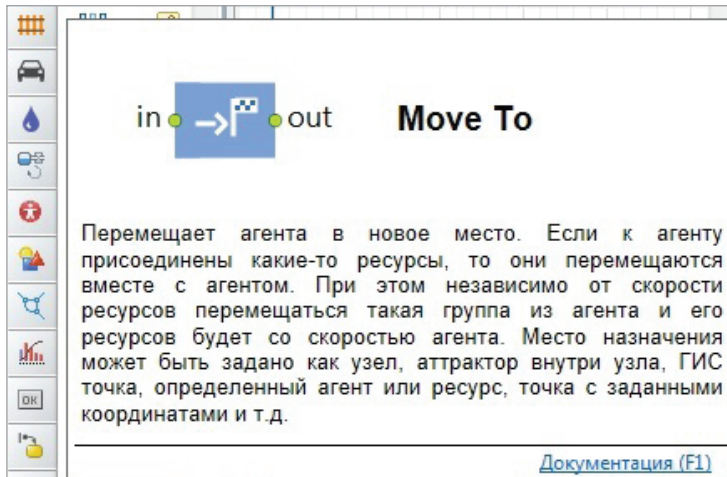 in out Move To
Перемещает агента в новое место. Если к агенту
присоединены какие-то ресурсы, то они перемещаются
вместе с агентом. При этом независимо от скорости
ресурсов перемещаться такая группа из агента и его
ресурсов будет со скоростью агента. Место назначения
может быть задано как узел, аттрактор внутри узла, ГИС
точка, определенный агент или ресурс, точка с заданными
координатами и т.д.
OK
Документация (F1)